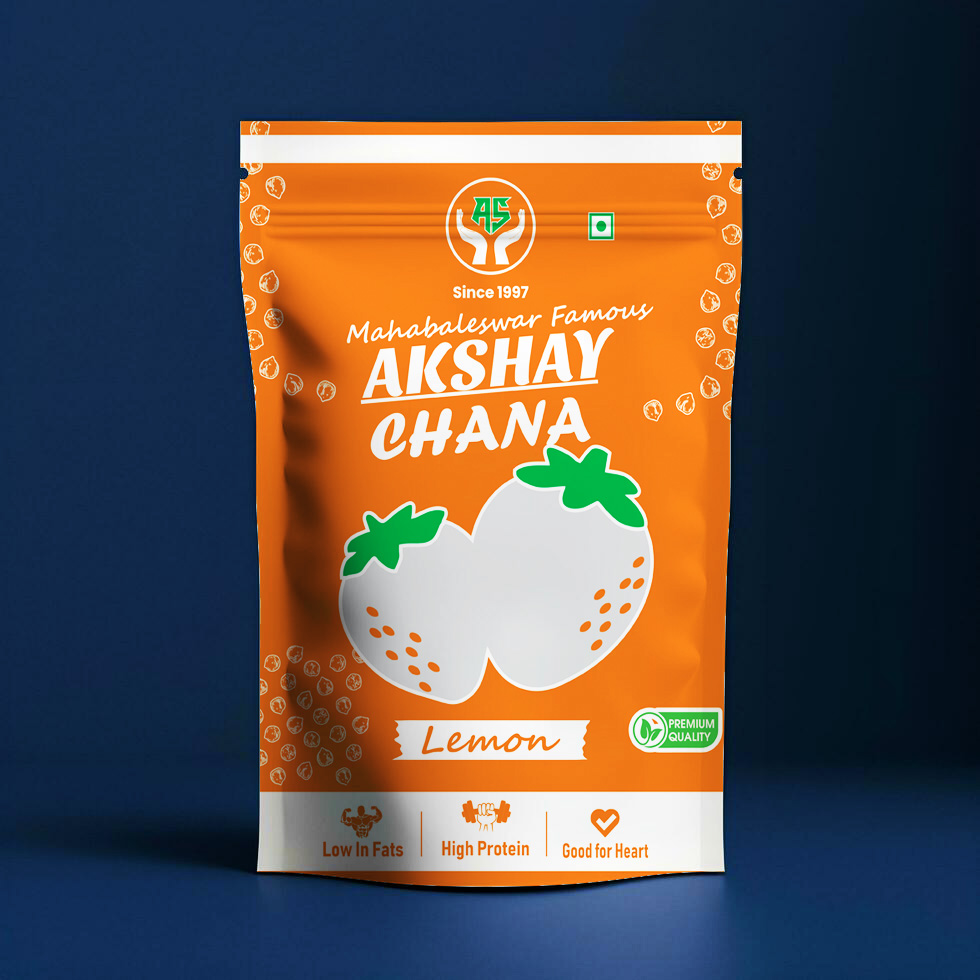 AS
Since 1997
Mahabaleswar Famous
AKSHAY
CHANA
Lemon
PREMIUM
QUALITY
Low In Fats
High Protein
Good for Heart